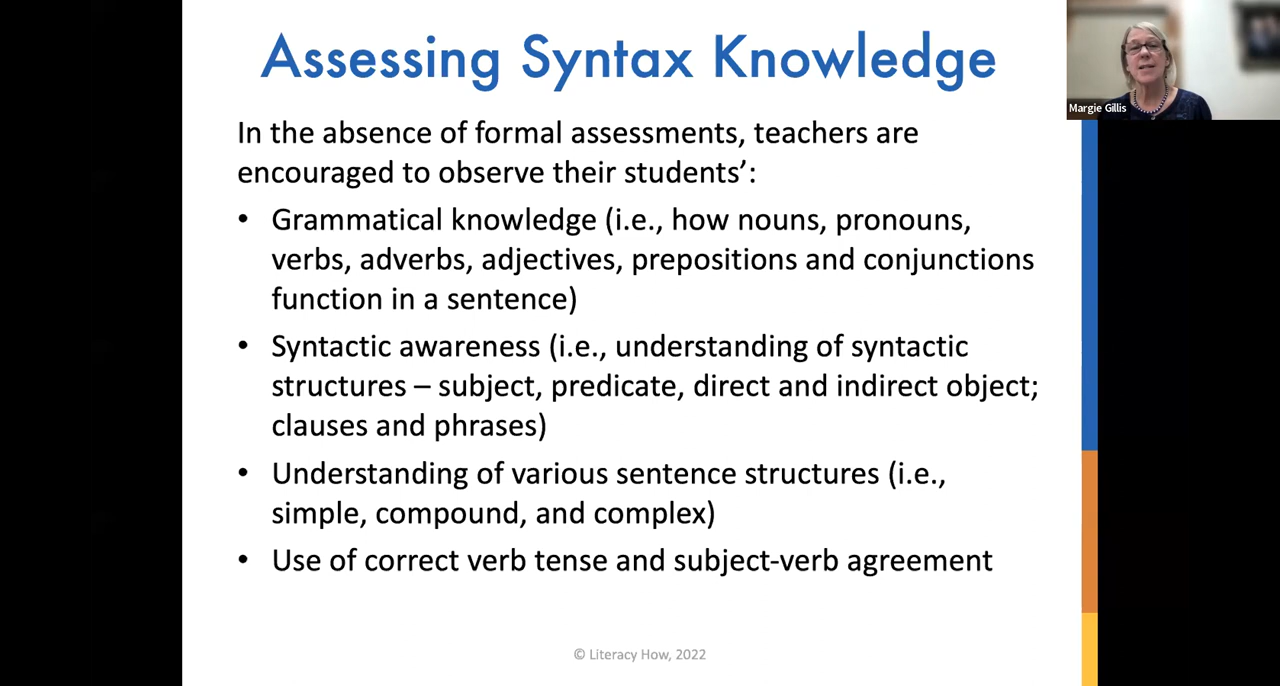 Assessing Syntax Knowledge
Margie Gillis
In the absence of formal assessments, teachers are
encouraged to observe their students’:
• Grammatical knowledge (i.e., how nouns, pronouns,
verbs, adverbs, adjectives, prepositions and conjunctions
function in a sentence)
• Syntactic awareness (i.e., understanding of syntactic
structures – subject, predicate, direct and indirect object;
clauses and phrases)
• Understanding of various sentence structures (i.e.,
simple, compound, and complex)
• Use of correct verb tense and subject-verb agreement
© Literacy How, 2022